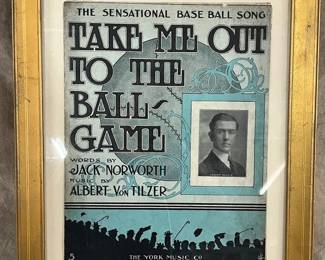 THE SENSATIONAL BASE BALL SONG
TAKE ME OUT
TO THE
BALL-
GAME
WORDS BY
JACK NORWORTH
MUSIC BY
ALBERT VON TILZER
5
THE YORK MUSIC CO